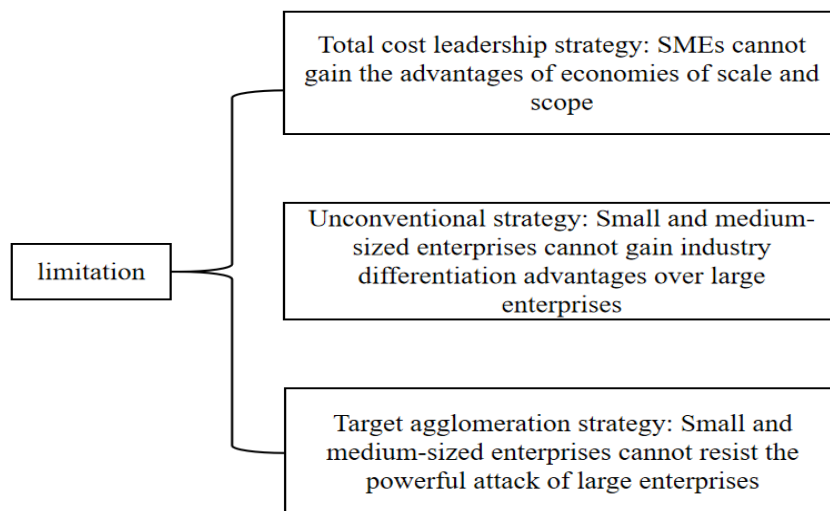 Total cost leadership strategy: SMEs cannot
gain the advantages of economies of scale and
scope
Unconventional strategy: Small and medium-
sized enterprises cannot gain industry
differentiation advantages over large
enterprises
limitation
Target agglomeration strategy: Small and
medium-sized enterprises cannot resist the
powerful attack of large enterprises